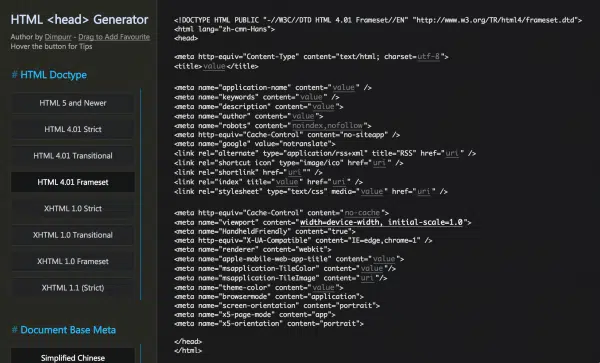 HTML <head> Generator
Author by Dimpurr - Drag to Add Favourite
Hover the button for Tips
# HTML Doctype
HTML 5 and Newer
HTML 4.01 Strict
HTML 4.01 Transitional
HTML 4.01 Frameset
XHTML 1.0 Strict
XHTML 1.0 Transitional
XHTML 1.0 Frameset
XHTML 1.1 (Strict)
# Document Base Meta
Simplified Chinese
<!DOCTYPE HTML PUBLIC "-//W3C//DTD HTML 4.01 Frameset//EN" "http://www.w3.org/TR/html4/frameset.dtd">
<html lang="zh-cmn-Hans">
<head>
<meta http-equiv="Content-Type" content="text/html; charset=utf-8">
<title>value</title>
<meta name="application-name" content="value" />
<meta name="keywords" content="value" />
<meta name="description" content="value">
<meta name="author" content="value">
<meta name="robots" content="noindex,nofollow">
<meta http-equiv="Cache-Control" content="no-siteapp" />
<meta name="google" value="notranslate">
<link rel="alternate" type="application/rss+xml" title="RSS" href="uri" />
<link rel="shortcut icon" type="image/ico" href="uri" />
<link rel="shortlink" href="uri"" />
<link rel="index" title="value" href="uri" />
<link rel="stylesheet" type="text/css" media="value" href="uri" />
<meta http-equiv="Cache-Control" content="no-cache">
<meta name="viewport" content="width=device-width, initial-scale=1.0">
<meta name="HandheldFriendly" content="true">
<meta http-equiv="X-UA-Compatible" content="IE=edge,chrome=1" />
<meta name="renderer" content="webkit">
<meta name="apple-mobile-web-app-title" content="value">
<meta name="msapplication-TileColor" content="value"/>
<meta name="msapplication-TileImage" content="uri"/>
<meta name="theme-color" content="value">
<meta name="browsermode" content="application">
<meta name="screen-orientation" content="portrait">
<meta name="x5-page-mode" content="app">
<meta name="x5-orientation" content="portrait">
</head>
</html>